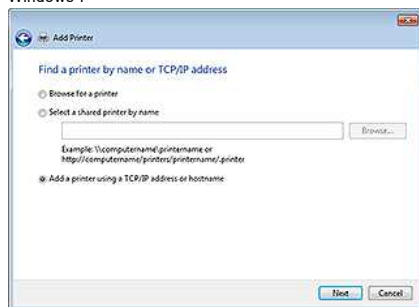 Add Printer
Find a printer by name or TCP/IP address
Browse for a printer
Select a shared printer by name
Browse...
Example: \\computername\printername or
http://computername/printers/printername/.printer
Add a printer using a TCP/IP address or hostname
Next
Cancel